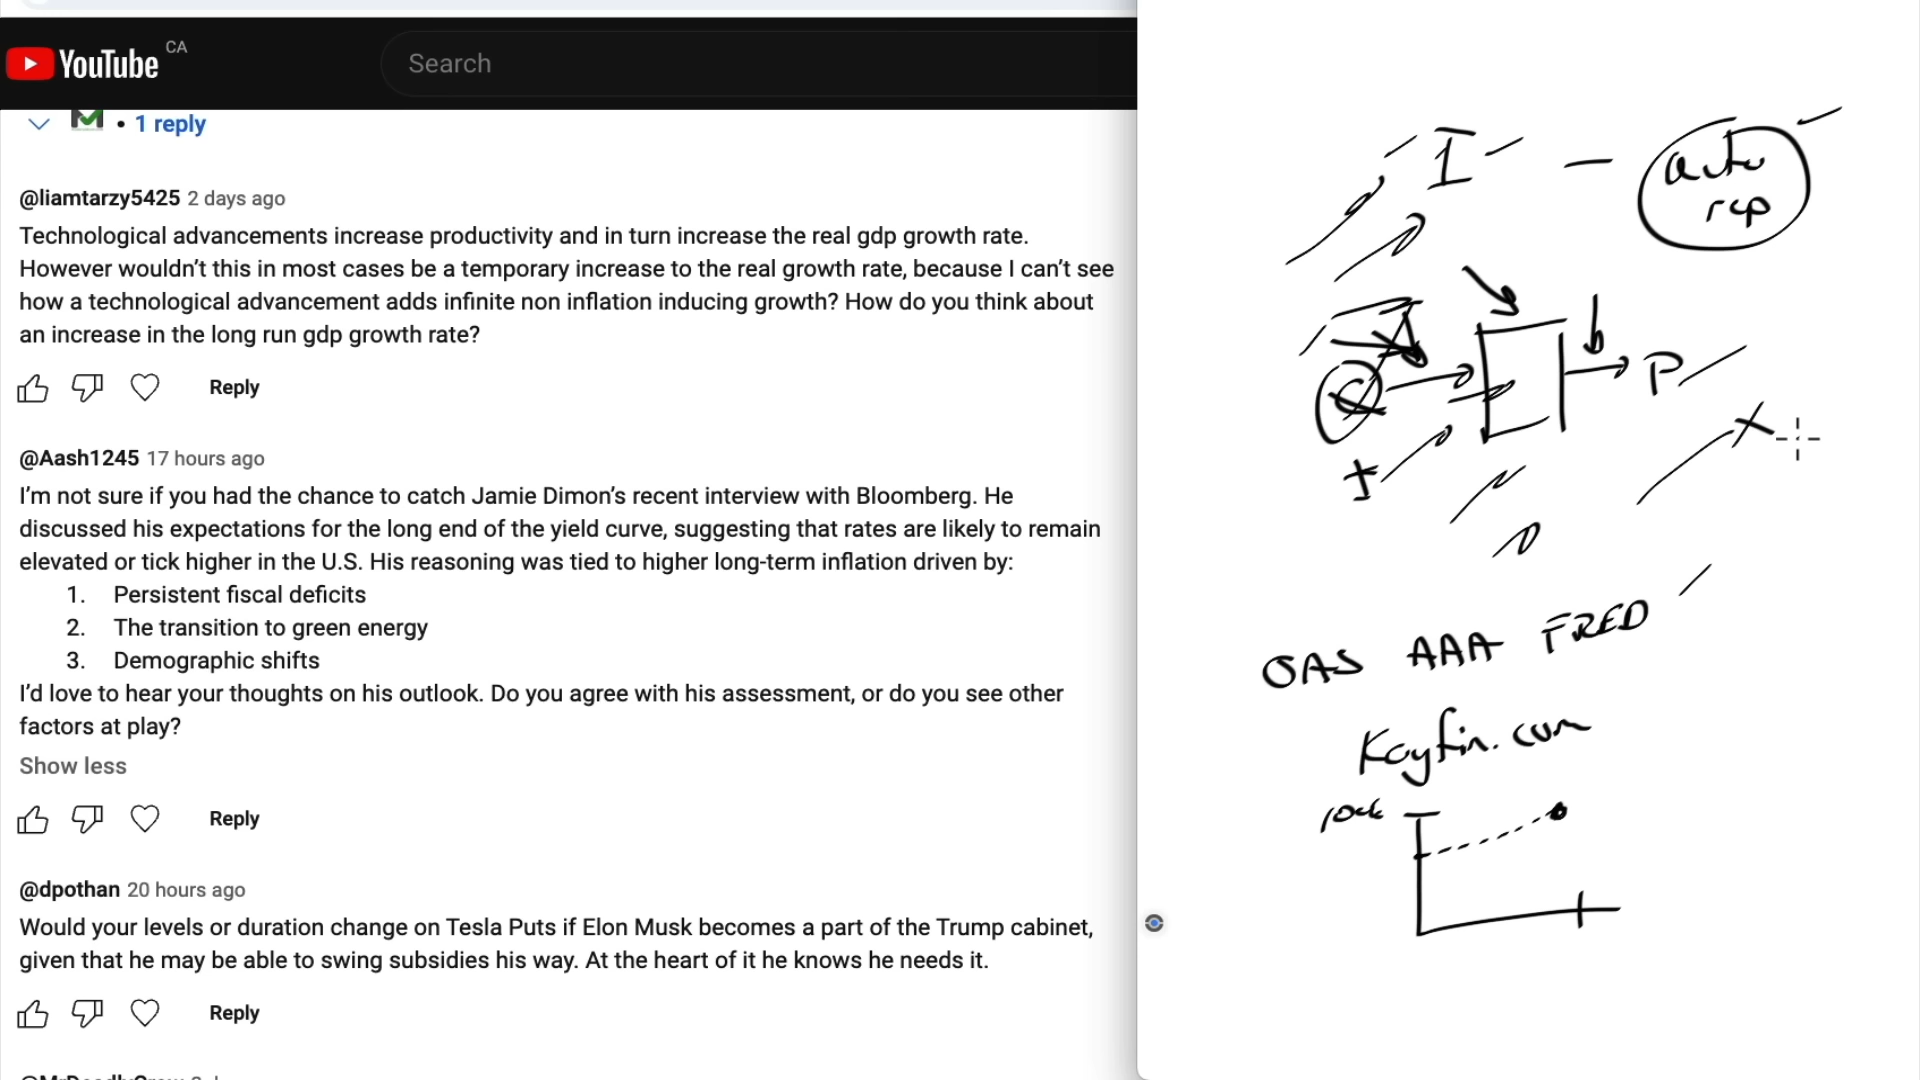 YouTube CA
Search
• 1 reply
@liamtarzy5425 2 days ago
Technological advancements increase productivity and in turn increase the real gdp growth rate.
However wouldn’t this in most cases be a temporary increase to the real growth rate, because I can’t see
how a technological advancement adds infinite non inflation inducing growth? How do you think about
an increase in the long run gdp growth rate?
Reply
@Aash1245 17 hours ago
I’m not sure if you had the chance to catch Jamie Dimon’s recent interview with Bloomberg. He
discussed his expectations for the long end of the yield curve, suggesting that rates are likely to remain
elevated or tick higher in the U.S. His reasoning was tied to higher long-term inflation driven by:
1. Persistent fiscal deficits
2. The transition to green energy
3. Demographic shifts
I’d love to hear your thoughts on his outlook. Do you agree with his assessment, or do you see other
factors at play?
Show less
Reply
@dpothan 20 hours ago
Would your levels or duration change on Tesla Puts if Elon Musk becomes a part of the Trump cabinet,
given that he may be able to swing subsidies his way. At the heart of it he knows he needs it.
Reply
I - auto
P
OAS AAA FRED
Koyfin.com